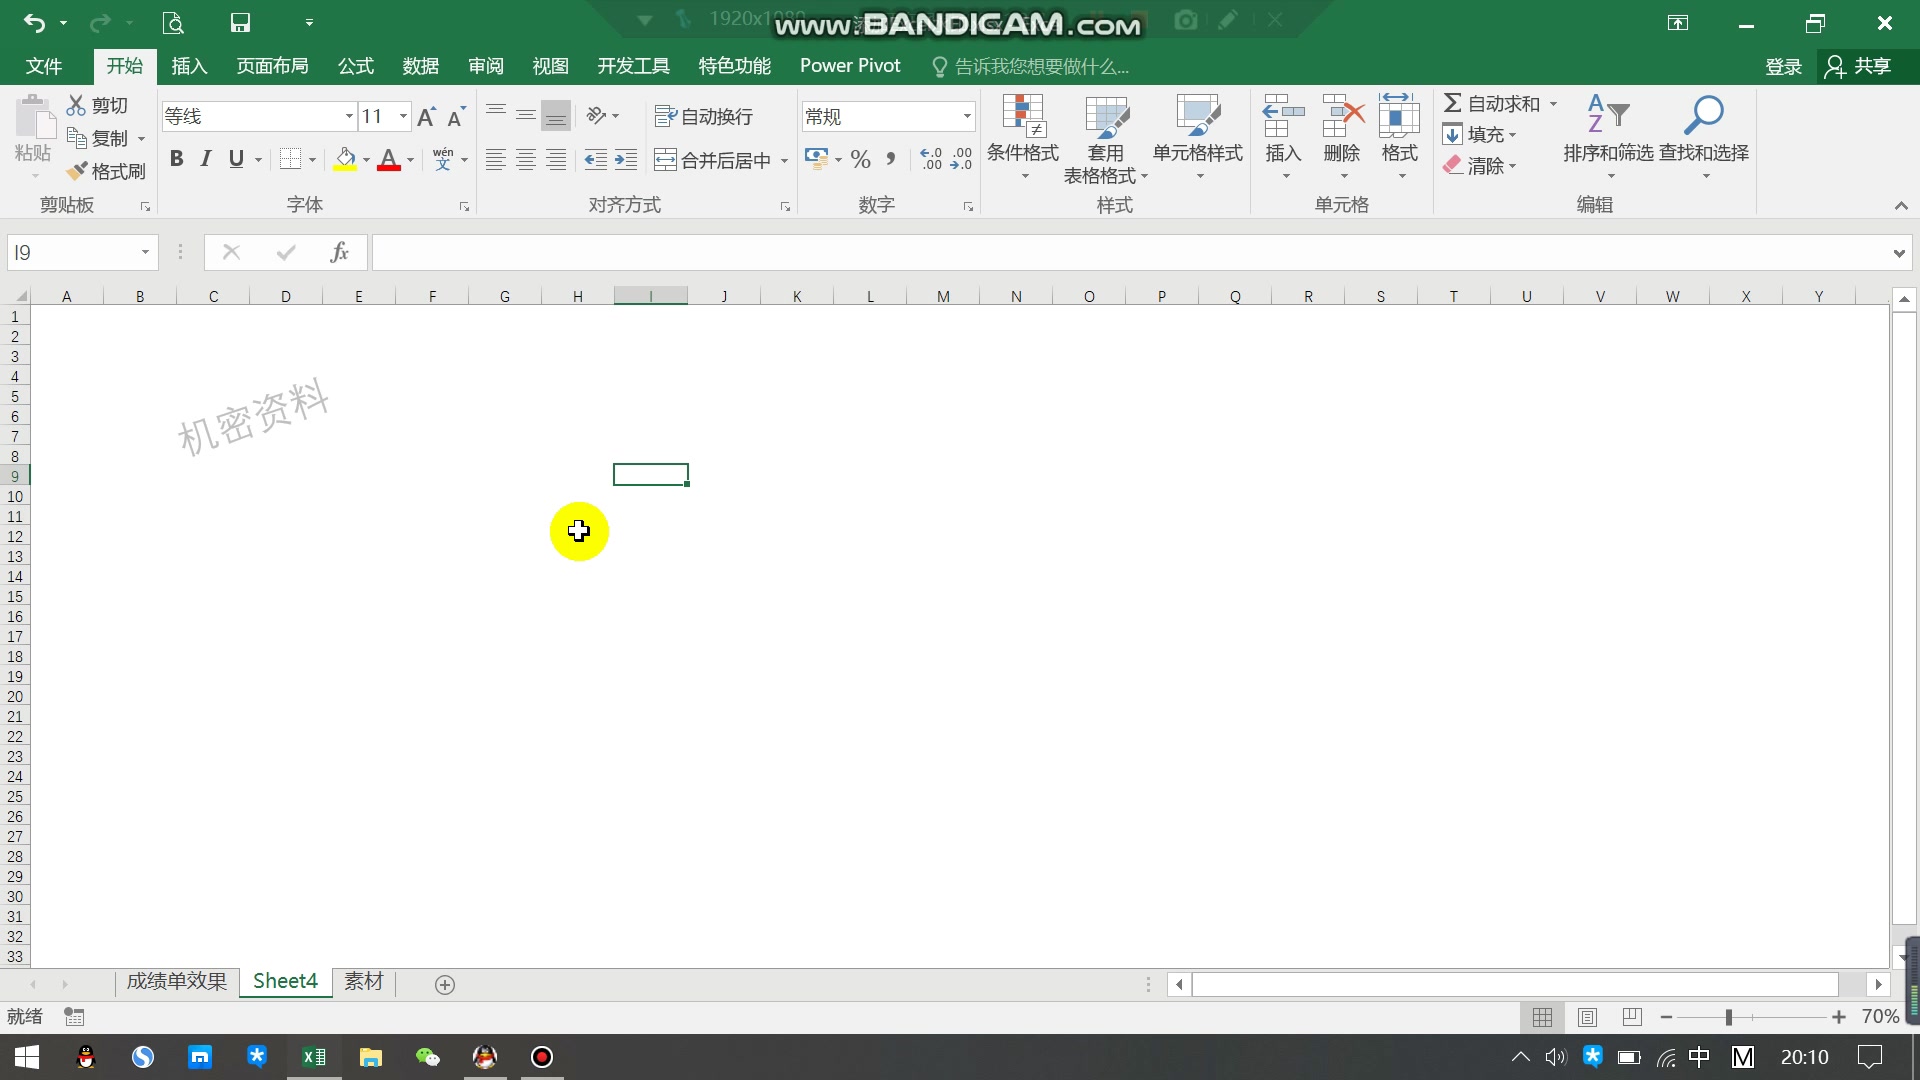 1920x1080
www.BANDICAM.com
文件 开始 插入 页面布局 公式 数据 审阅 视图 开发工具 特色功能 Power Pivot 告诉我您想要做什么... 登录 共享
剪切
复制
格式刷
粘贴
剪贴板
等线 11
B I U wén 文
字体
自动换行
合并后居中
对齐方式
常规
% , .0 .00 .00 .0
数字
条件格式
套用
表格格式
单元格样式
样式
插入 删除 格式
单元格
Σ 自动求和
填充
清除
A
Z
排序和筛选 查找和选择
编辑
I9 fx
A B C D E F G H I J K L M N O P Q R S T U V W X Y
1
2
3
4
5
6
7
8
9
10
11
12
13
14
15
16
17
18
19
20
21
22
23
24
25
26
27
28
29
30
31
32
33
机密资料
成绩单效果 Sheet4 素材
就绪 70%
中 M 20:10